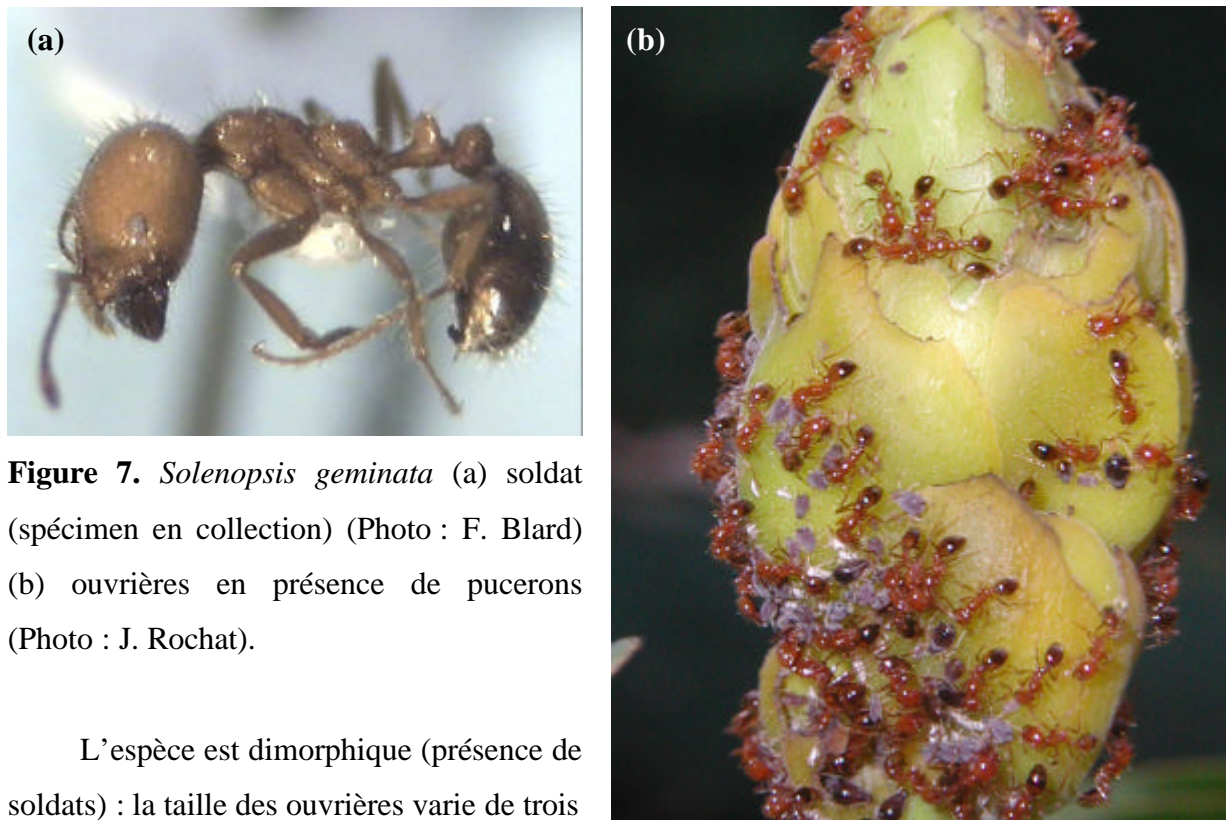 (a)
(b)
Figure 7. Solenopsis geminata (a) soldat
(spécimen en collection) (Photo : F. Blard)
(b) ouvrières en présence de pucerons
(Photo : J. Rochat).
L'espèce est dimorphique (présence de
soldats) : la taille des ouvrières varie de trois